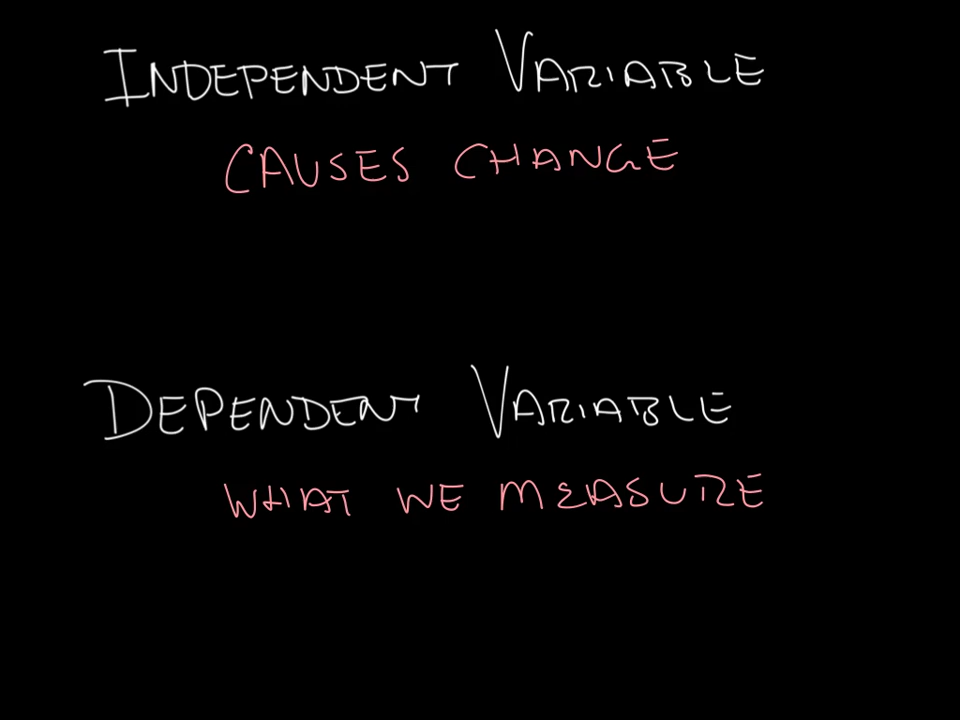 INDEPENDENT VARIABLE
CAUSES CHANGE
DEPENDENT VARIABLE
WHAT WE MEASURE